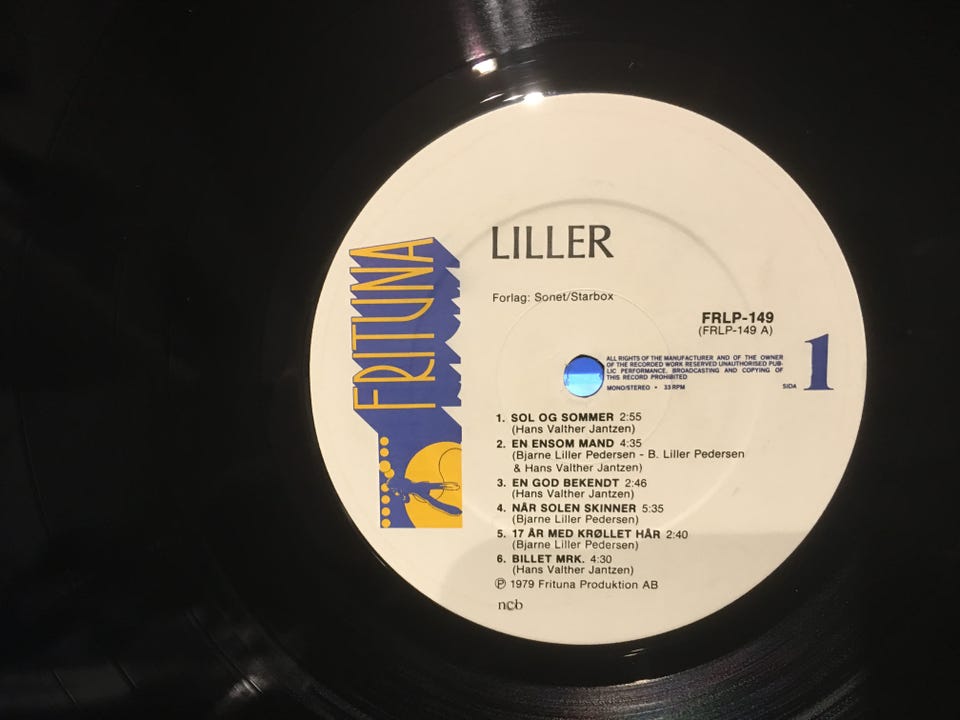 FRITUNA
LILLER
Forlag: Sonet/Starbox
FRLP-149
(FRLP-149 A)
ALL RIGHTS OF THE MANUFACTURER AND OF THE OWNER
OF THE RECORDED WORK RESERVED UNAUTHORISED PUB-
LIC PERFORMANCE, BROADCASTING AND COPYING OF
THIS RECORD PROHIBITED
MONO/STEREO • 33 RPM
SIDA 1
1. SOL OG SOMMER 2:55
(Hans Valther Jantzen)
2. EN ENSOM MAND 4:35
(Bjarne Liller Pedersen - B. Liller Pedersen
& Hans Valther Jantzen)
3. EN GOD BEKENDT 2:46
(Hans Valther Jantzen)
4. NÅR SOLEN SKINNER 5:35
(Bjarne Liller Pedersen)
5. 17 ÅR MED KRØLLET HÅR 2:40
(Bjarne Liller Pedersen)
6. BILLET MRK. 4:30
(Hans Valther Jantzen)
℗ 1979 Frituna Produktion AB
ncb